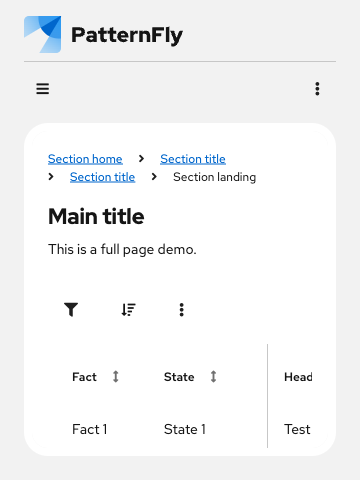 PatternFly
Section home > Section title
> Section title > Section landing
Main title
This is a full page demo.
Fact State Head
Fact 1 State 1 Test